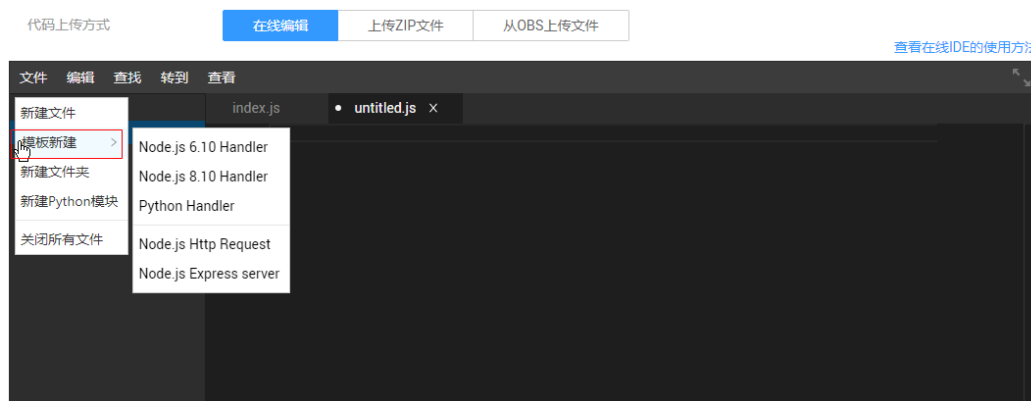 代码上传方式 在线编辑 上传ZIP文件 从OBS上传文件
查看在线IDE的使用方法
文件 编辑 查找 转到 查看
index.js ● untitled.js ×
新建文件
模板新建 >
新建文件夹
新建Python模块
关闭所有文件
Node.js 6.10 Handler
Node.js 8.10 Handler
Python Handler
Node.js Http Request
Node.js Express server